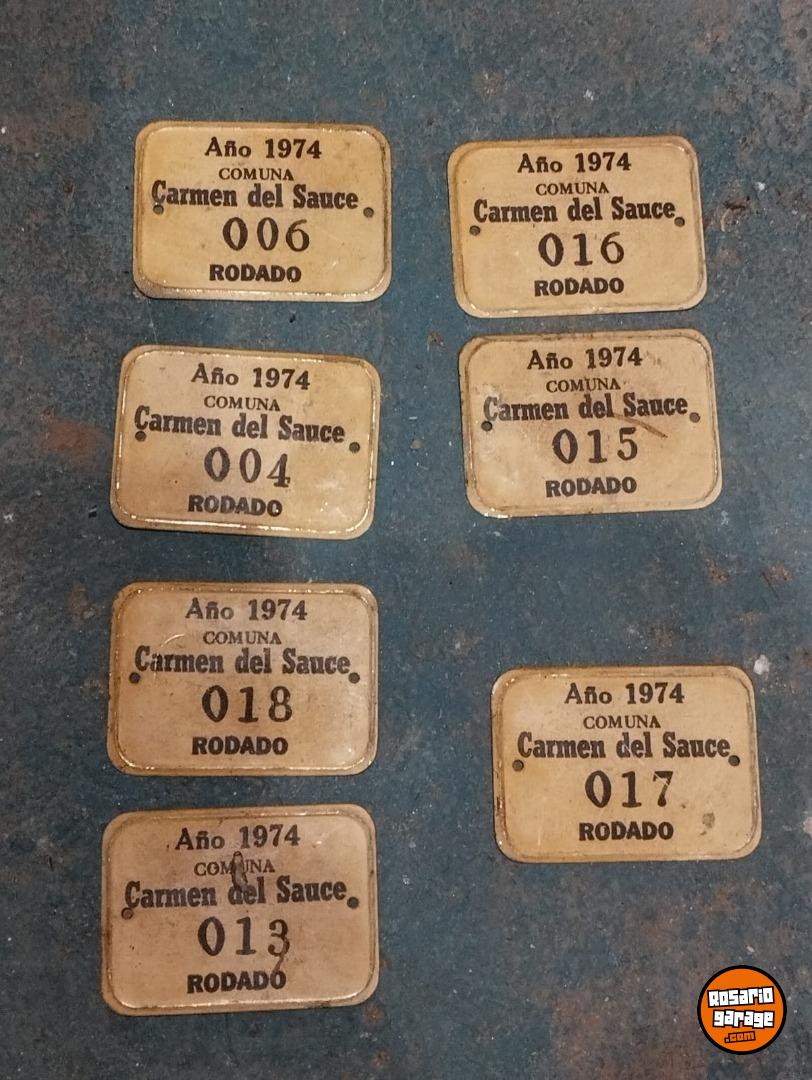 Año 1974
COMUNA
Carmen del Sauce
006
RODADO
Año 1974
COMUNA
Carmen del Sauce
016
RODADO
Año 1974
COMUNA
Carmen del Sauce
004
RODADO
Año 1974
COMUNA
Carmen del Sauce
015
RODADO
Año 1974
COMUNA
Carmen del Sauce
018
RODADO
Año 1974
COMUNA
Carmen del Sauce
017
RODADO
Año 1974
COMUNA
Carmen del Sauce
013
RODADO
Rosario
garage
.com